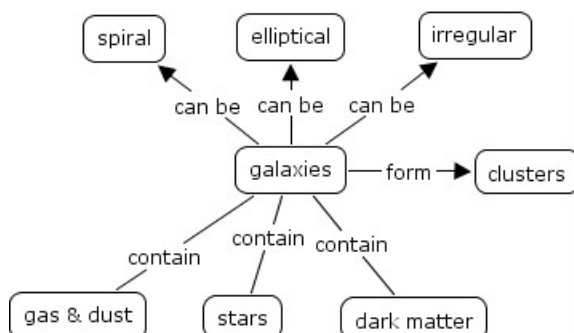 spiral
elliptical
irregular
can be
can be
can be
galaxies
form
clusters
contain
contain
contain
gas & dust
stars
dark matter